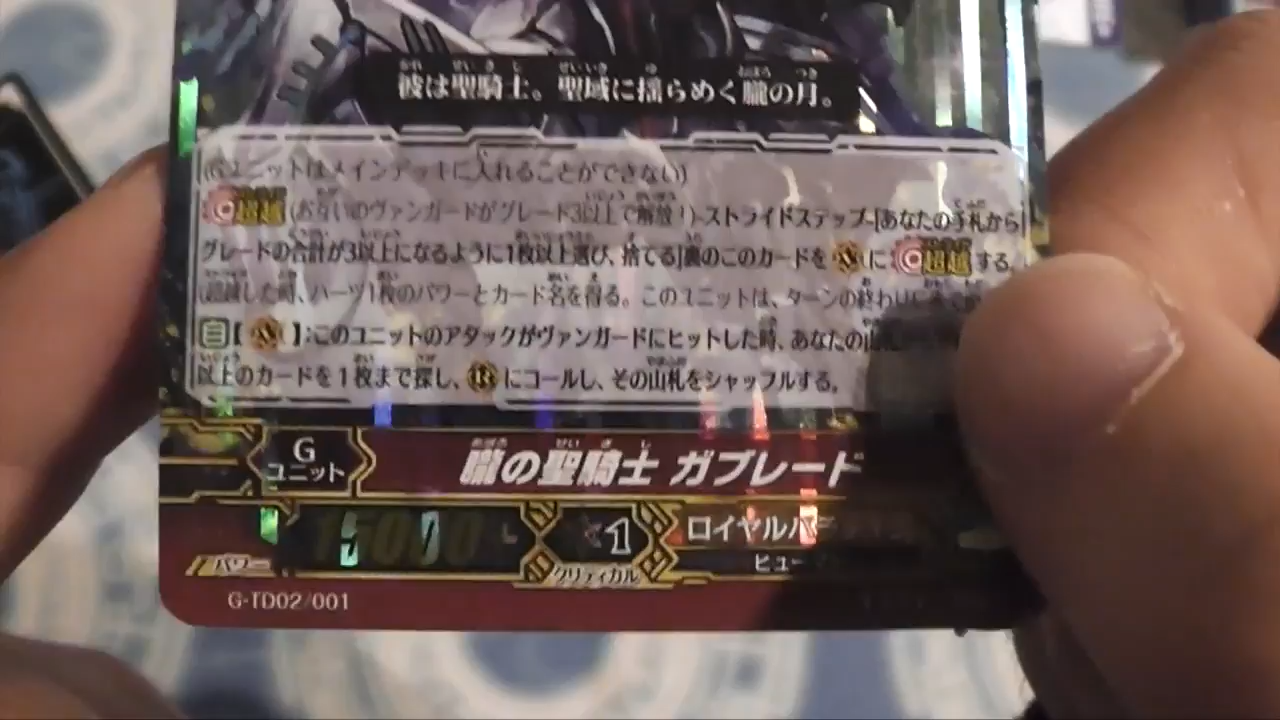 彼は聖騎士。聖域に揺らめく朧の月。
(Gユニットはメインデッキに入れることができない)
超越(あなたのヴァンガードがグレード3以上で解放!)-ストライドステップ-[あなたの手札から
グレードの合計が3以上になるように1枚以上選び、捨てる]裏のこのカードを に 超越する。
(超越した時、ハーツ1枚のパワーとカード名を得る。このユニットは、ターンの終わりに
【 】:このユニットのアタックがヴァンガードにヒットした時、あなたの山
以上のカードを1枚まで探し、 にコールし、その山札をシャッフルする。
G
ユニット
朧の聖騎士 ガブレード
15000
1
ロイヤルパ
パワー
クリティカル
ヒュー
G-TD02/001